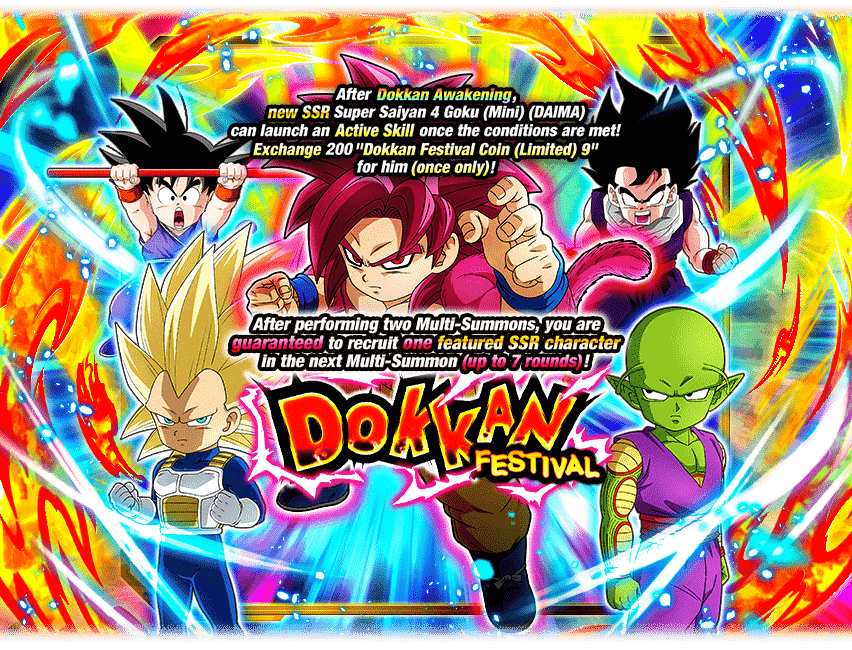 After Dokkan Awakening,
new SSR Super Saiyan 4 Goku (Mini) (DAIMA)
can launch an Active Skill once the conditions are met!
Exchange 200 "Dokkan Festival Coin (Limited) 9"
for him (once only)!
After performing two Multi-Summons, you are
guaranteed to recruit one featured SSR character
in the next Multi-Summon (up to 7 rounds)!
DOKKAN
FESTIVAL